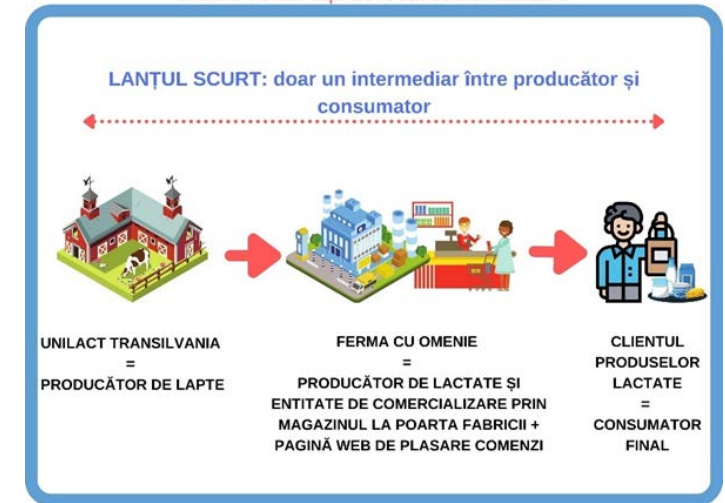 LANȚUL SCURT: doar un intermediar între producător și
consumator
UNILACT TRANSILVANIA
=
PRODUCĂTOR DE LAPTE
FERMA CU OMENIE
=
PRODUCĂTOR DE LACTATE ȘI
ENTITATE DE COMERCIALIZARE PRIN
MAGAZINUL LA POARTA FABRICII +
PAGINĂ WEB DE PLASARE COMENZI
CLIENTUL
PRODUSELOR
LACTATE
=
CONSUMATOR
FINAL